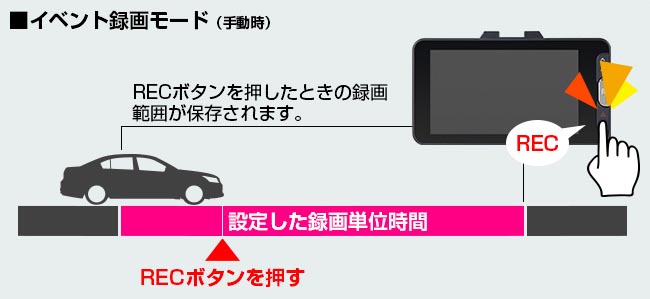 ■イベント録画モード（手動時）
RECボタンを押したときの録画
範囲が保存されます。
REC
設定した録画単位時間
RECボタンを押す